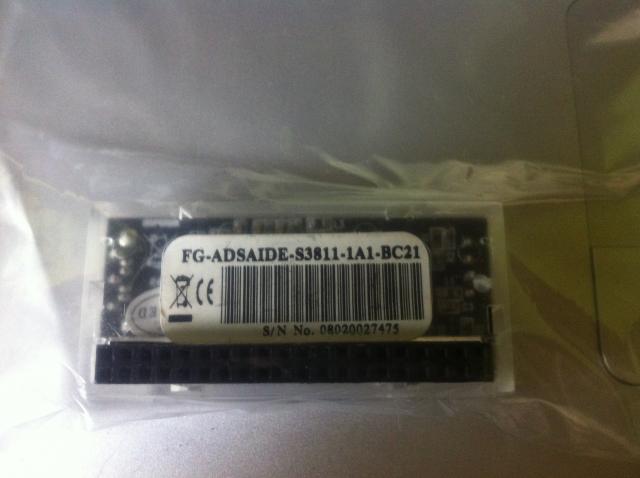 FG-ADSAIDE-S3811-1A1-BC21
CE
S/N No. 08020027475